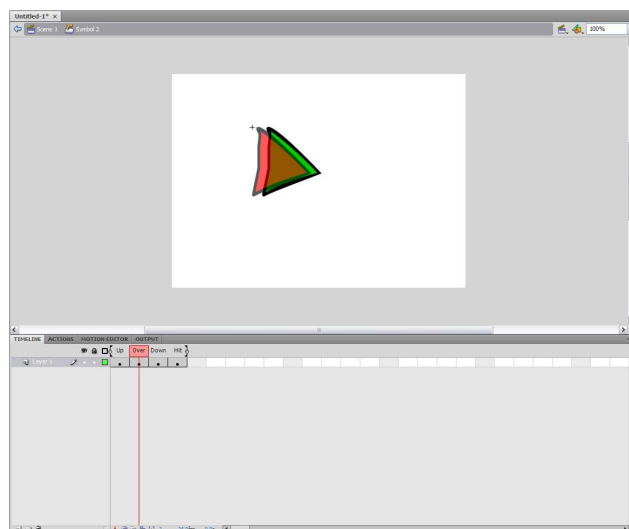 Untitled-1* ×
Scene 1 Symbol 2
100%
TIMELINE ACTIONS MOTION EDITOR OUTPUT
Up Over Down Hit
Layer 1